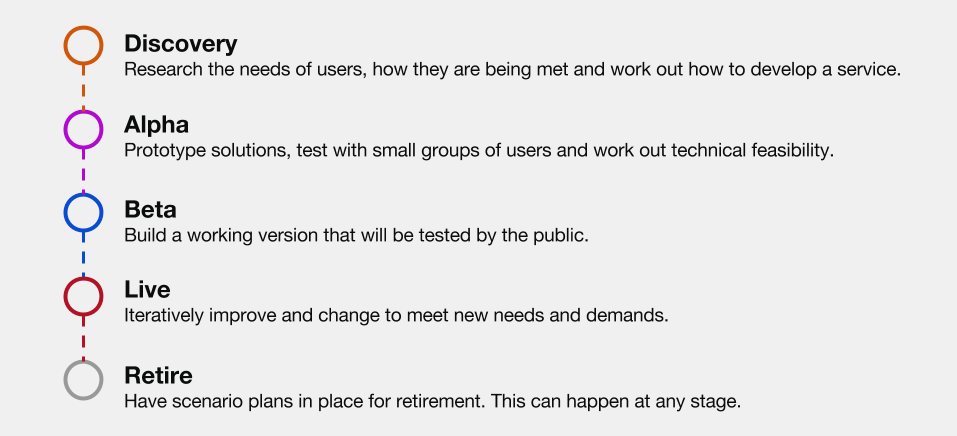 Discovery
Research the needs of users, how they are being met and work out how to develop a service.
Alpha
Prototype solutions, test with small groups of users and work out technical feasibility.
Beta
Build a working version that will be tested by the public.
Live
Iteratively improve and change to meet new needs and demands.
Retire
Have scenario plans in place for retirement. This can happen at any stage.